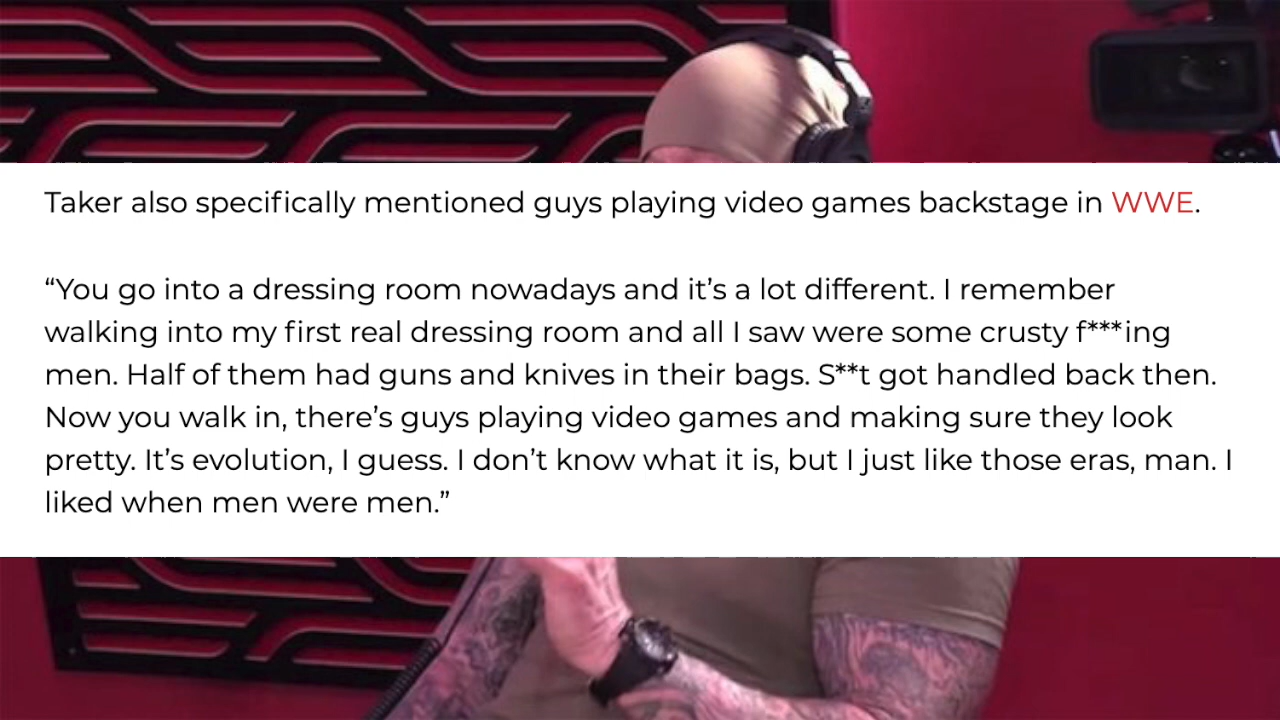 Taker also specifically mentioned guys playing video games backstage in WWE.
“You go into a dressing room nowadays and it’s a lot different. I remember
walking into my first real dressing room and all I saw were some crusty f***ing
men. Half of them had guns and knives in their bags. S**t got handled back then.
Now you walk in, there’s guys playing video games and making sure they look
pretty. It’s evolution, I guess. I don’t know what it is, but I just like those eras, man. I
liked when men were men.”